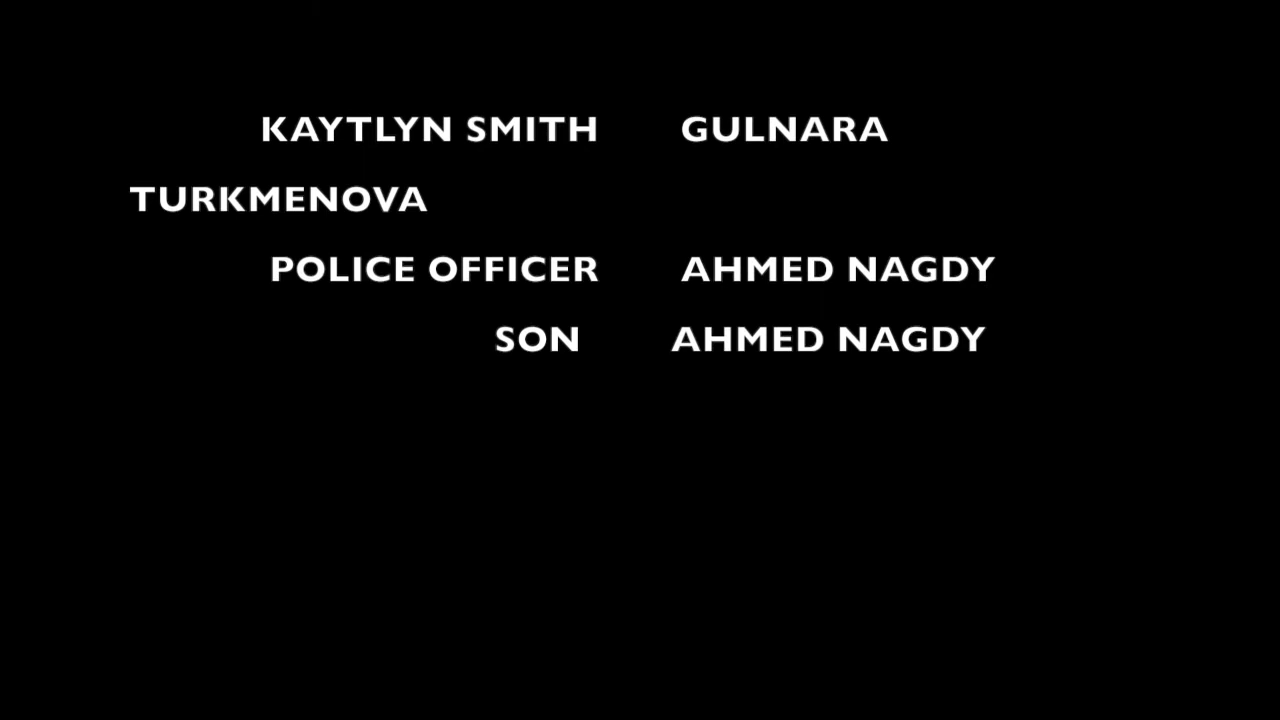 KAYTLYN SMITH GULNARA
TURKMENOVA
POLICE OFFICER AHMED NAGDY
SON AHMED NAGDY